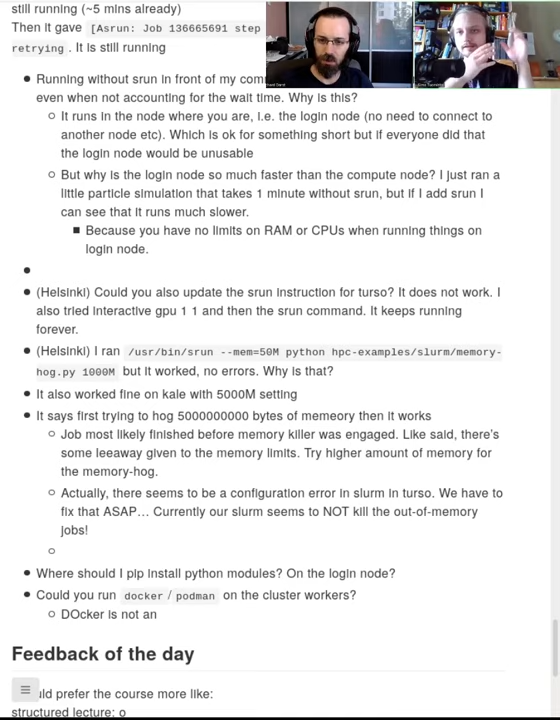 still running (~5 mins already)
Then it gave [Asrun: Job 136665691 step
retrying . It is still running
Running without srun in front of my com
even when not accounting for the wait time. Why is this?
It runs in the node where you are, i.e. the login node (no need to connect to
another node etc). Which is ok for something short but if everyone did that
the login node would be unusable
But why is the login node so much faster than the compute node? I just ran a
little particle simulation that takes 1 minute without srun, but if I add srun I
can see that it runs much slower.
Because you have no limits on RAM or CPUs when running things on
login node.
(Helsinki) Could you also update the srun instruction for turso? It does not work. I
also tried interactive gpu 1 1 and then the srun command. It keeps running
forever.
(Helsinki) I ran /usr/bin/srun --mem=50M python hpc-examples/slurm/memory-
hog.py 1000M but it worked, no errors. Why is that?
It also worked fine on kale with 5000M setting
It says first trying to hog 5000000000 bytes of memeory then it works
Job most likely finished before memory killer was engaged. Like said, there's
some leeway given to the memory limits. Try higher amount of memory for
the memory-hog.
Actually, there seems to be a configuration error in slurm in turso. We have to
fix that ASAP... Currently our slurm seems to NOT kill the out-of-memory
jobs!
Where should I pip install python modules? On the login node?
Could you run docker / podman on the cluster workers?
DOcker is not an
Feedback of the day
uld prefer the course more like:
structured lecture: o